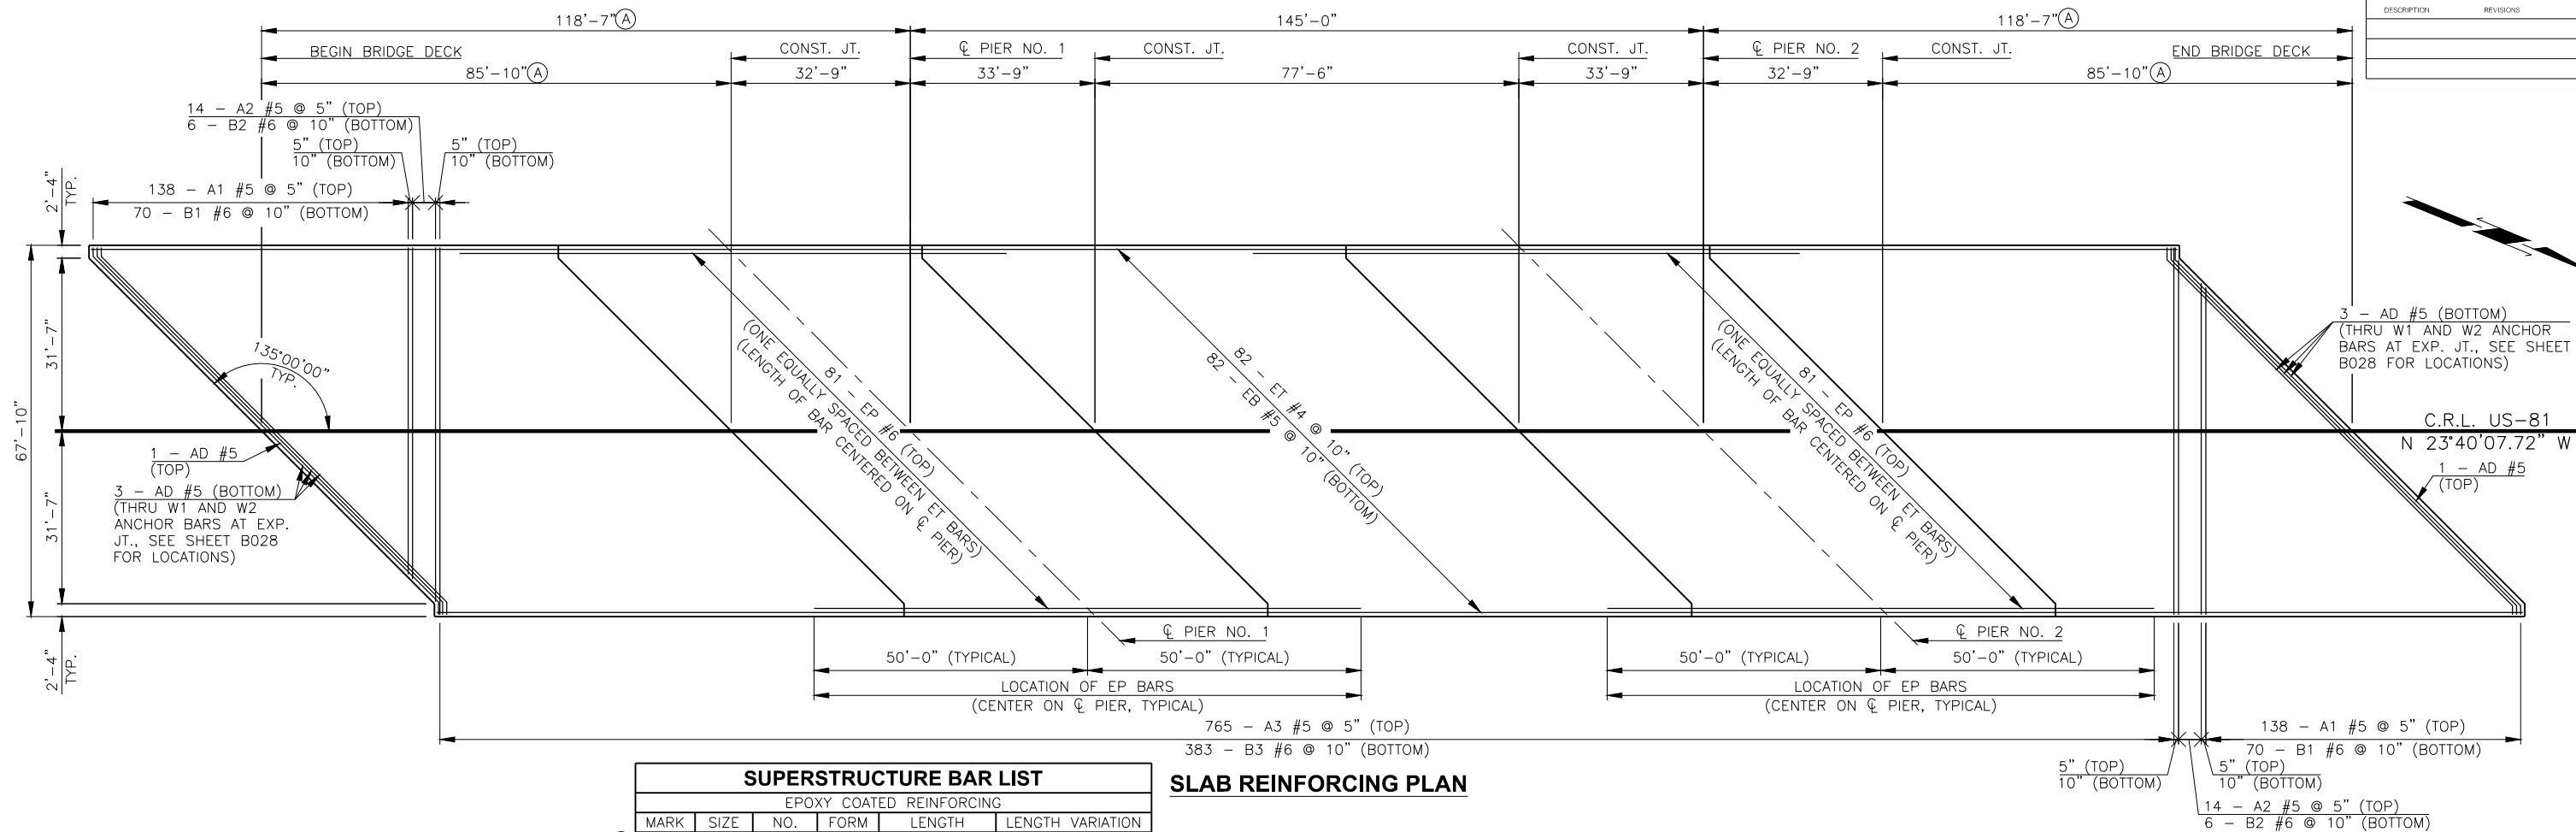 DESCRIPTION REVISIONS
118'-7" Ⓐ 145'-0" 118'-7" Ⓐ
BEGIN BRIDGE DECK CONST. JT. ℄ PIER NO. 1 CONST. JT. CONST. JT. ℄ PIER NO. 2 CONST. JT. END BRIDGE DECK
85'-10" Ⓐ 32'-9" 33'-9" 77'-6" 33'-9" 32'-9" 85'-10" Ⓐ
14 - A2 #5 @ 5" (TOP)
6 - B2 #6 @ 10" (BOTTOM)
5" (TOP)
10" (BOTTOM)
5" (TOP)
10" (BOTTOM)
2'-4"
TYP.
138 - A1 #5 @ 5" (TOP)
70 - B1 #6 @ 10" (BOTTOM)
31'-7"
67'-10"
31'-7"
2'-4"
TYP.
135°00'00"
TYP.
1 - AD #5
(TOP)
3 - AD #5 (BOTTOM)
(THRU W1 AND W2
ANCHOR BARS AT EXP.
JT., SEE SHEET B028
FOR LOCATIONS)
81 - EP #6 (TOP)
(ONE EQUALLY SPACED BETWEEN ET BARS)
(LENGTH OF BAR CENTERED ON ℄ PIER)
82 - ET #4 @ 10" (TOP)
82 - EB #5 @ 10" (BOTTOM)
81 - EP #6 (TOP)
(ONE EQUALLY SPACED BETWEEN ET BARS)
(LENGTH OF BAR CENTERED ON ℄ PIER)
3 - AD #5 (BOTTOM)
(THRU W1 AND W2 ANCHOR
BARS AT EXP. JT., SEE SHEET
B028 FOR LOCATIONS)
C.R.L. US-81
N 23°40'07.72" W
1 - AD #5
(TOP)
℄ PIER NO. 1 ℄ PIER NO. 2
50'-0" (TYPICAL) 50'-0" (TYPICAL) 50'-0" (TYPICAL) 50'-0" (TYPICAL)
LOCATION OF EP BARS
(CENTER ON ℄ PIER, TYPICAL)
LOCATION OF EP BARS
(CENTER ON ℄ PIER, TYPICAL)
765 - A3 #5 @ 5" (TOP)
383 - B3 #6 @ 10" (BOTTOM)
138 - A1 #5 @ 5" (TOP)
70 - B1 #6 @ 10" (BOTTOM)
5" (TOP)
10" (BOTTOM)
5" (TOP)
10" (BOTTOM)
14 - A2 #5 @ 5" (TOP)
6 - B2 #6 @ 10" (BOTTOM)
SLAB REINFORCING PLAN
SUPERSTRUCTURE BAR LIST
EPOXY COATED REINFORCING
MARK SIZE NO. FORM LENGTH LENGTH VARIATION